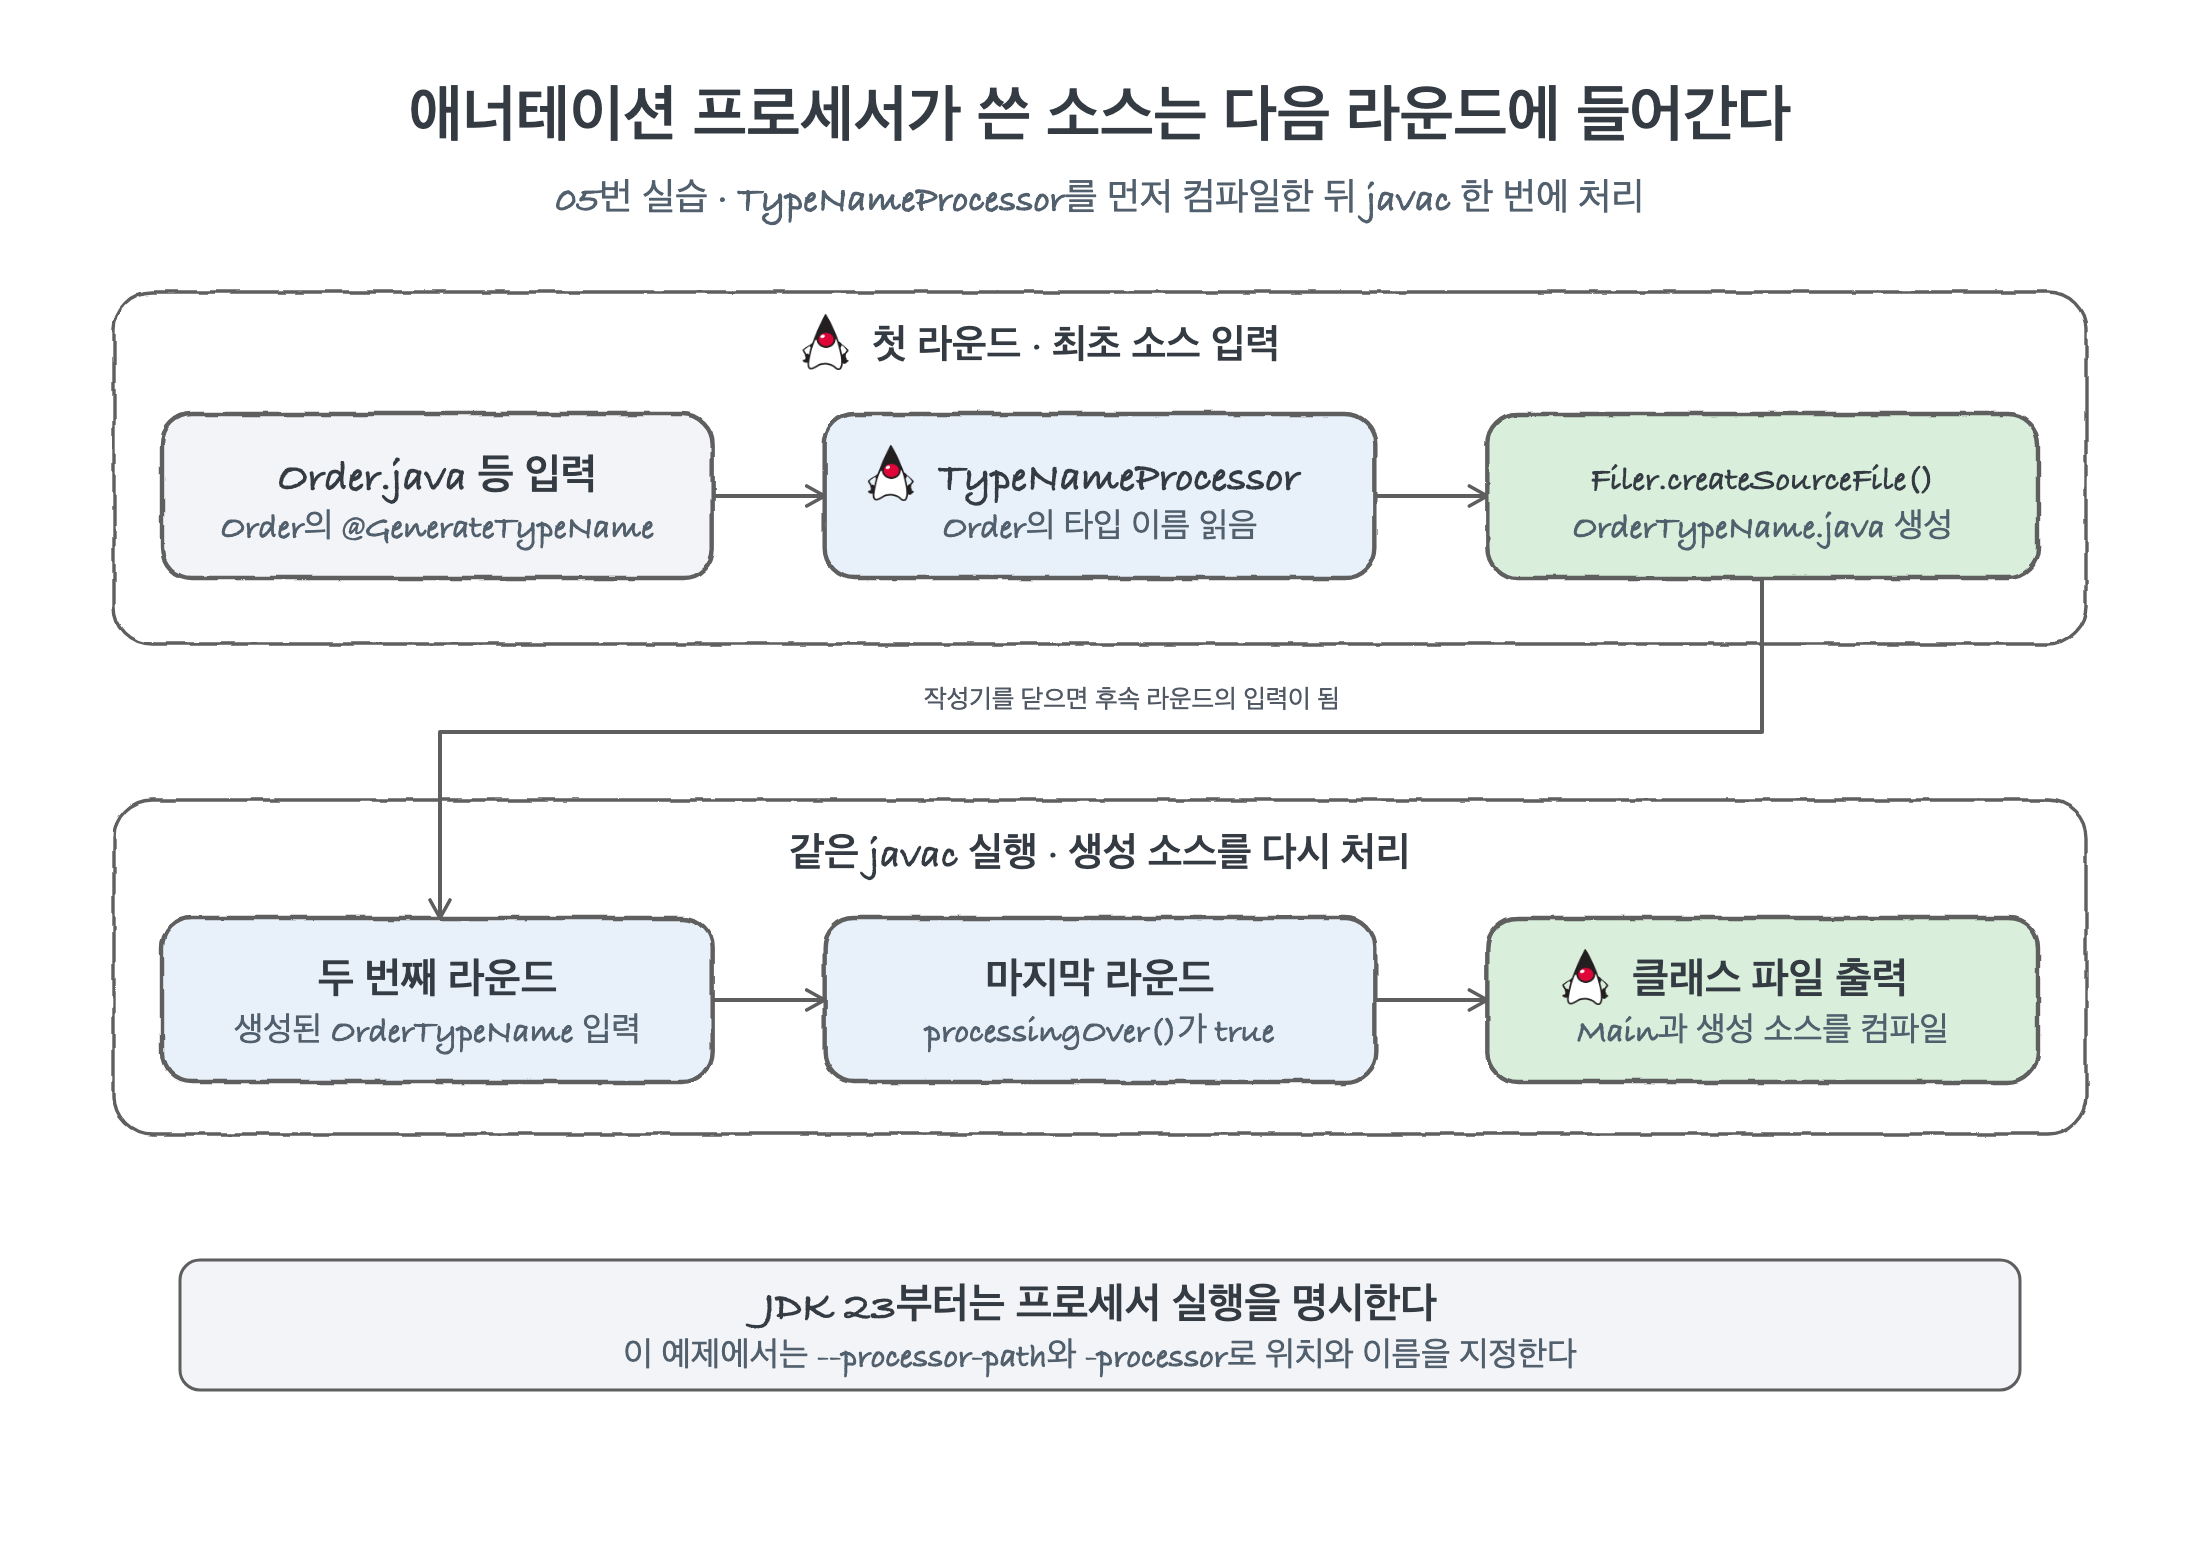 애너테이션 프로세서가 쓴 소스는 다음 라운드에 들어간다
05번 실습 · TypeNameProcessor를 먼저 컴파일한 뒤 javac 한 번에 처리
첫 라운드 · 최초 소스 입력
Order.java 등 입력
Order의 @GenerateTypeName
TypeNameProcessor
Order의 타입 이름 읽음
Filer.createSourceFile()
OrderTypeName.java 생성
작성기를 닫으면 후속 라운드의 입력이 됨
같은 javac 실행 · 생성 소스를 다시 처리
두 번째 라운드
생성된 OrderTypeName 입력
마지막 라운드
processingOver()가 true
클래스 파일 출력
Main과 생성 소스를 컴파일
JDK 23부터는 프로세서 실행을 명시한다
이 예제에서는 --processor-path와 -processor로 위치와 이름을 지정한다